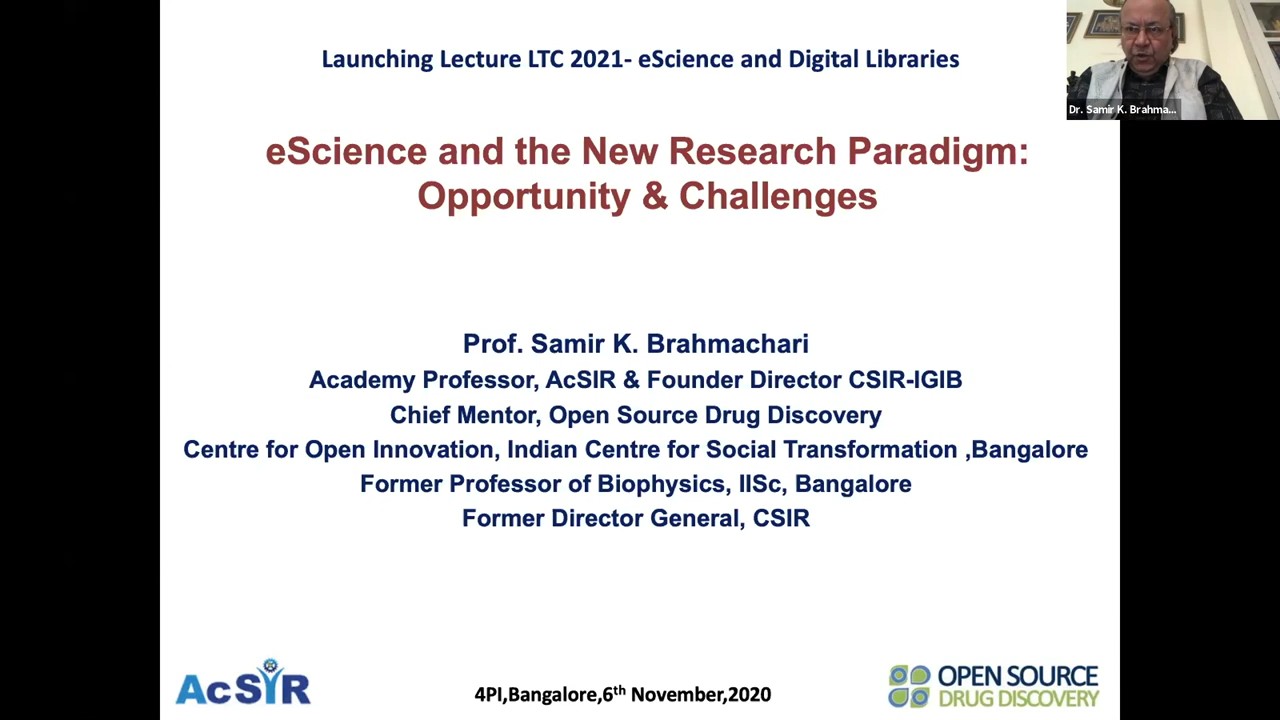 Launching Lecture LTC 2021- eScience and Digital Libraries
Dr. Samir K. Brahma...
eScience and the New Research Paradigm:
Opportunity & Challenges
Prof. Samir K. Brahmachari
Academy Professor, AcSIR & Founder Director CSIR-IGIB
Chief Mentor, Open Source Drug Discovery
Centre for Open Innovation, Indian Centre for Social Transformation ,Bangalore
Former Professor of Biophysics, IISc, Bangalore
Former Director General, CSIR
AcSIR
4PI,Bangalore,6th November,2020
OPEN SOURCE
DRUG DISCOVERY